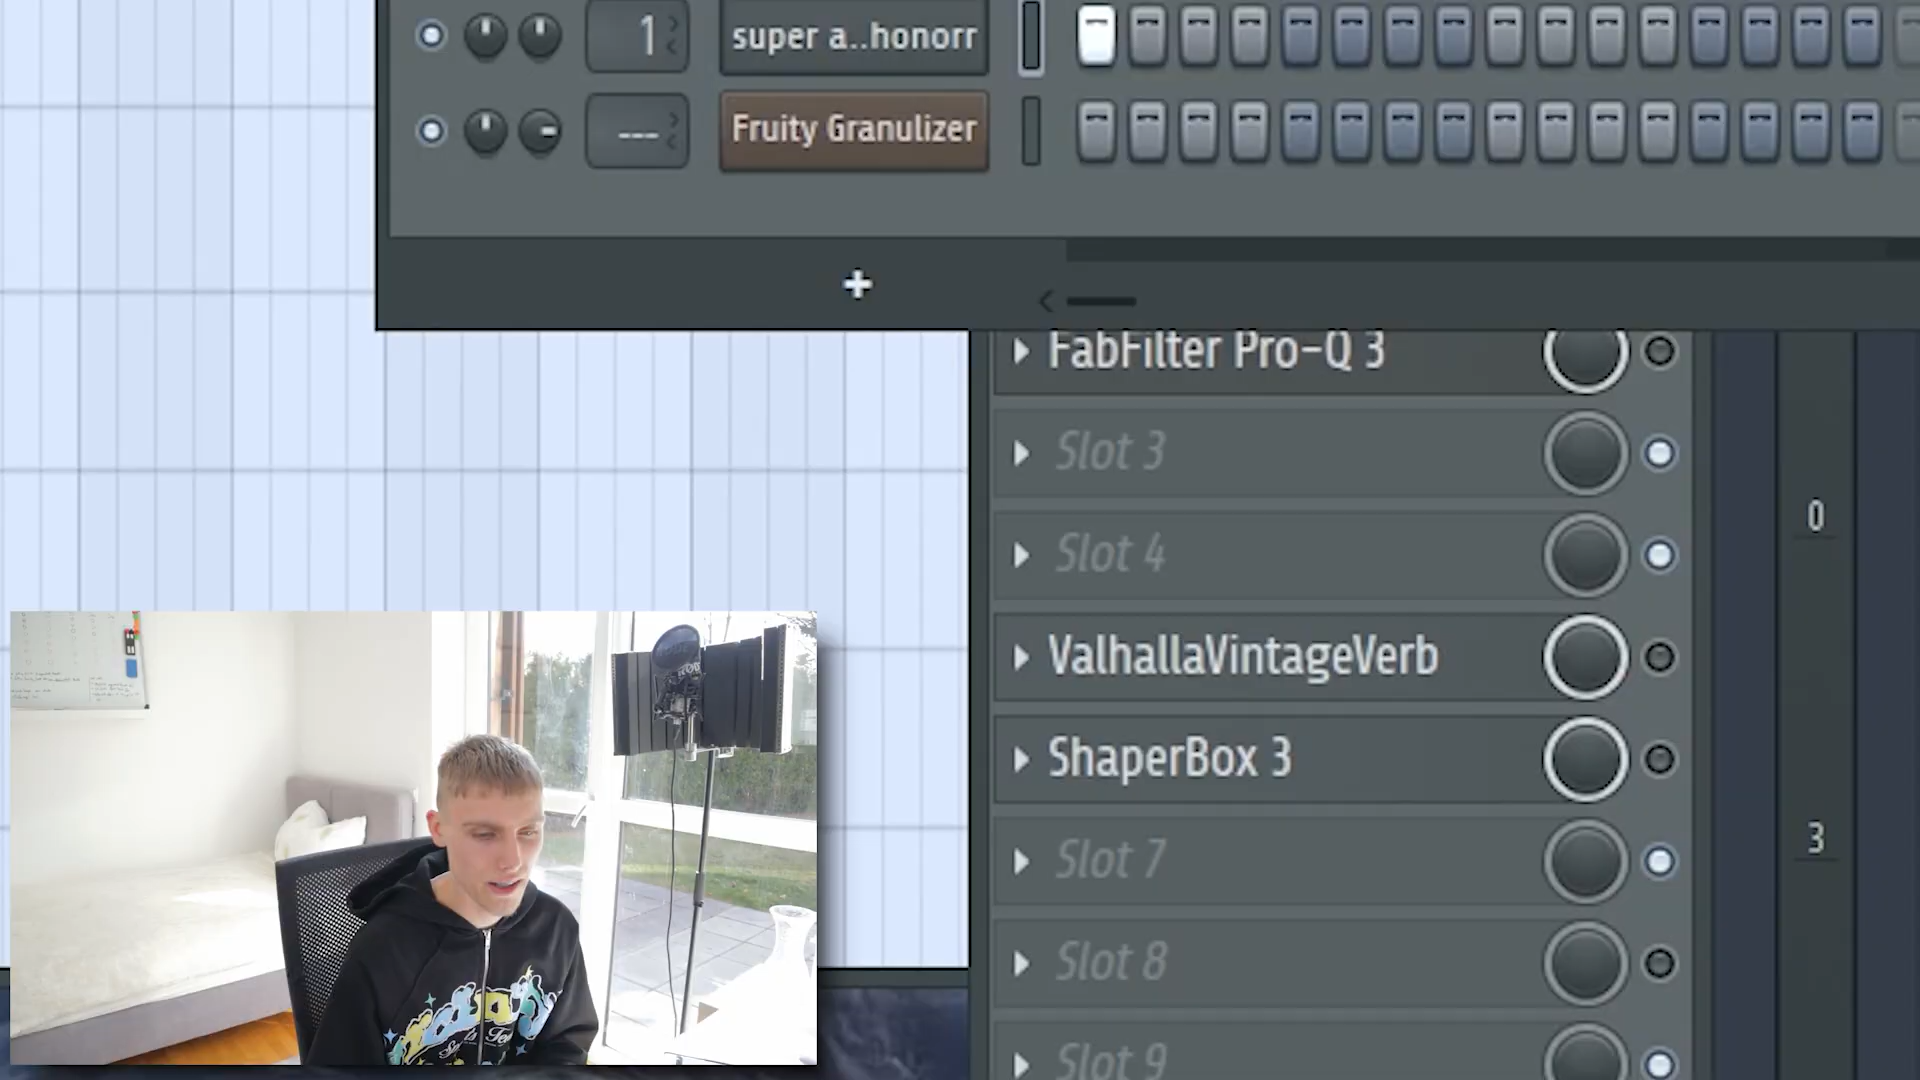 1
super a..honorr
---
Fruity Granulizer
+
FabFilter Pro-Q 3
Slot 3
Slot 4
0
ValhallaVintageVerb
ShaperBox 3
3
Slot 7
Slot 8
Slot 9